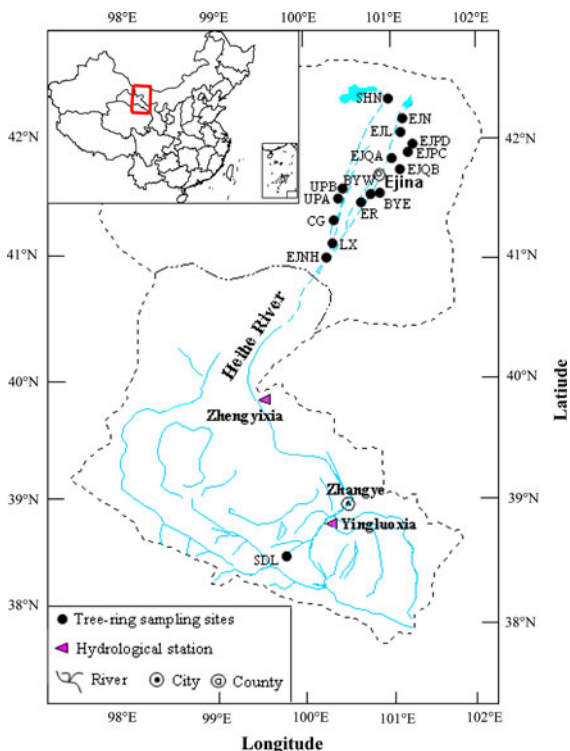 98°E 99°E 100°E 101°E 102°E
SHN
EJN
42°N
EJL
42°N
EJPD
EJQA
EJPC
EJQB
BYW
Ejina
UPB
UPA
BYE
ER
CG
LX
EJNH
41°N
41°N
Heihe River
40°N
40°N
Zhengyixia
Latiude
39°N
Zhangye
39°N
Yingluoxia
SDL
38°N
38°N
Tree-ring sampling sites
Hydrological station
River City County
98°E 99°E 100°E 101°E 102°E
Longitude